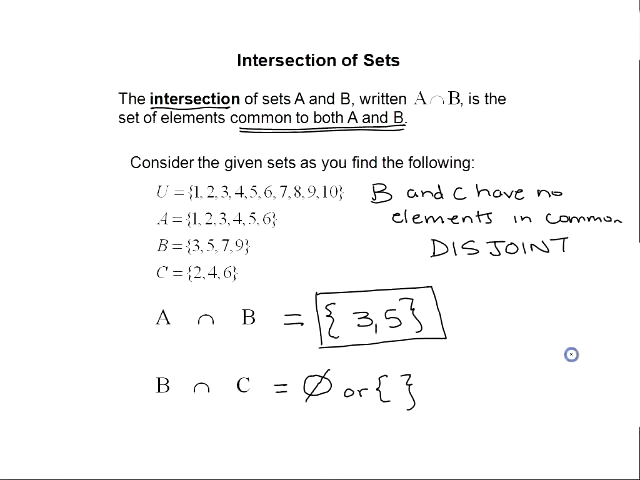 Intersection of Sets
The intersection of sets A and B, written A ∩ B, is the
set of elements common to both A and B.
Consider the given sets as you find the following:
U = {1, 2, 3, 4, 5, 6, 7, 8, 9, 10}
A = {1, 2, 3, 4, 5, 6}
B = {3, 5, 7, 9}
C = {2, 4, 6}
B and C have no
elements in common
DISJOINT
A ∩ B = { 3, 5 }
B ∩ C = ∅ or { }